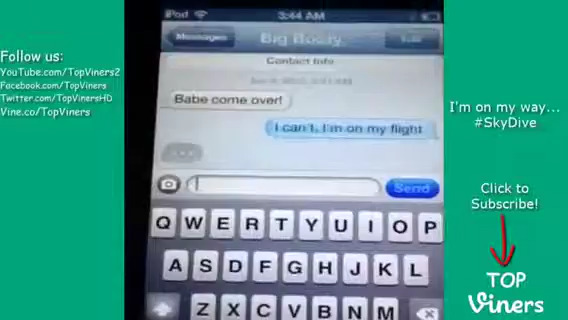 Follow us:
YouTube.com/TopViners2
Facebook.com/TopViners
Twitter.com/TopVinersHD
Vine.co/TopViners
iPod
3:44 AM
Messages
Big Booty
Edit
Contact Info
Babe come over!
I can't, I'm on my flight
Send
Q W E R T Y U I O P
A S D F G H J K L
Z X C V B N M
I'm on my way...
#SkyDive
Click to
Subscribe!
TOP
Viners